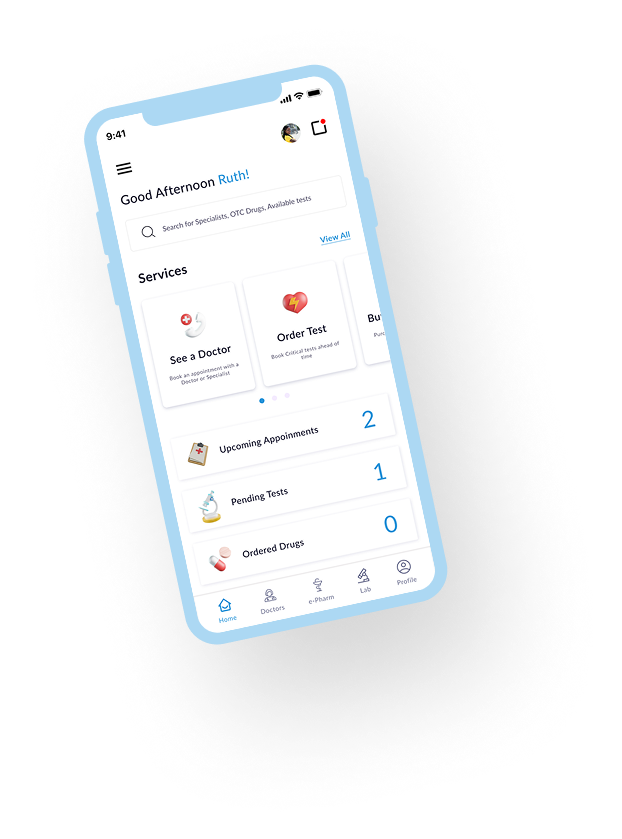 9:41
Good Afternoon Ruth!
Search for Specialists, OTC Drugs, Available tests
View All
Services
See a Doctor
Book an appointment with a
Doctor or Specialist
Order Test
Book Critical tests ahead of
time
Bu
Purc
Upcoming Appoinments
2
Pending Tests
1
Ordered Drugs
0
Home
Doctors
e-Pharm
Lab
Profile